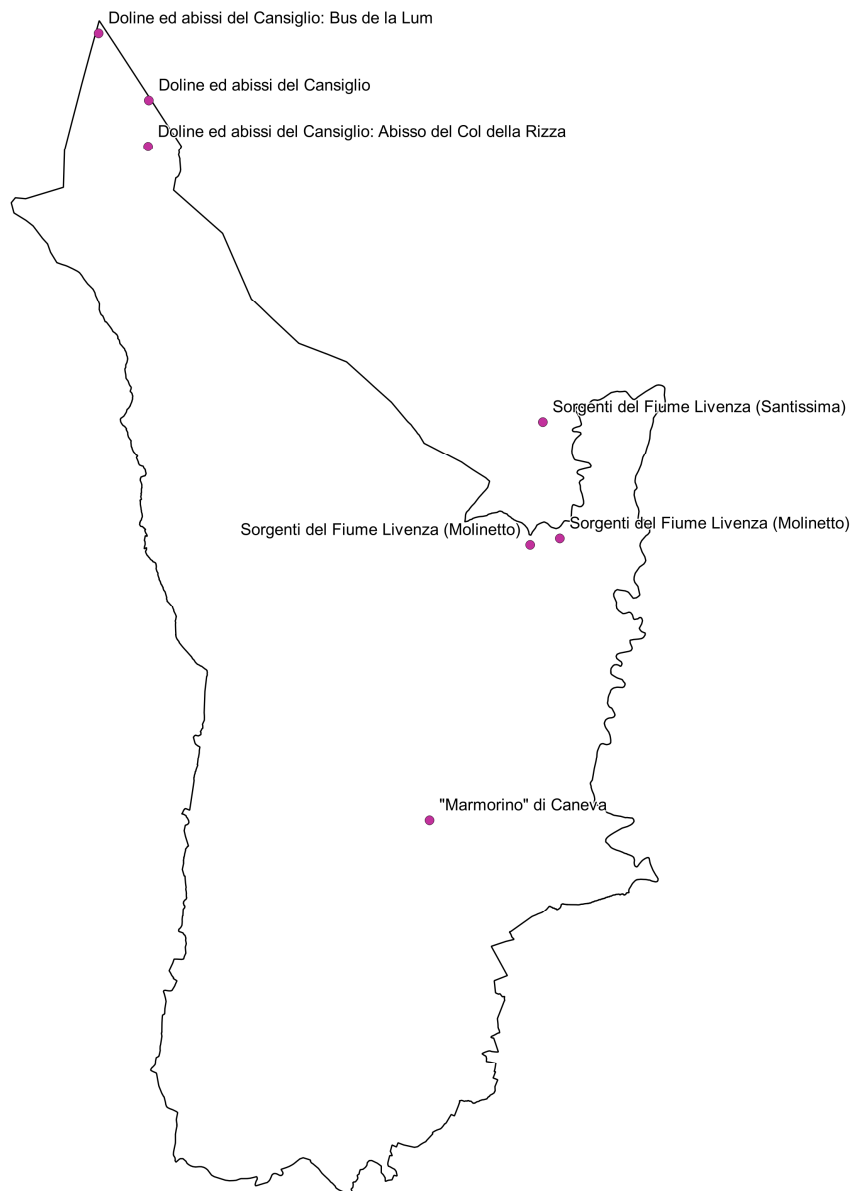 Doline ed abissi del Cansiglio: Bus de la Lum
Doline ed abissi del Cansiglio
Doline ed abissi del Cansiglio: Abisso del Col della Rizza
Sorgenti del Fiume Livenza (Santissima)
Sorgenti del Fiume Livenza (Molinetto)
Sorgenti del Fiume Livenza (Molinetto)
"Marmorino" di Caneva